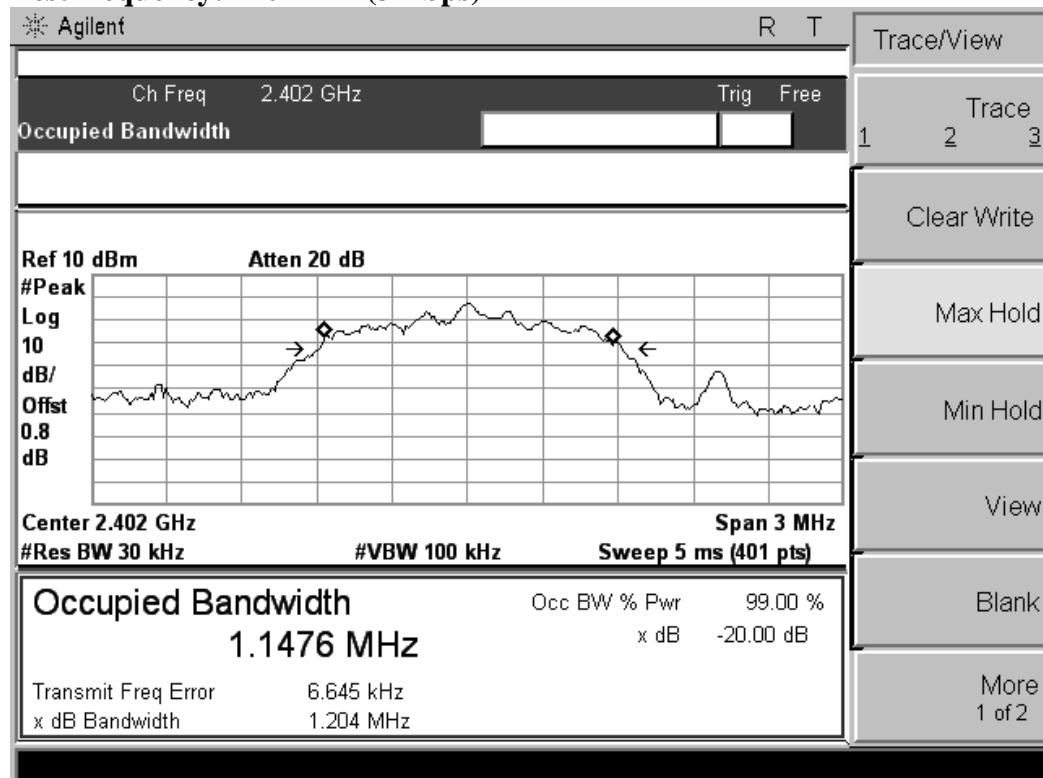 Agilent R T
Trace/View
Ch Freq 2.402 GHz Trig Free
Occupied Bandwidth
Trace
1 2 3
Clear Write
Max Hold
Min Hold
View
Blank
More
1 of 2
Ref 10 dBm Atten 20 dB
#Peak
Log
10
dB/
Offst
0.8
dB
Center 2.402 GHz Span 3 MHz
#Res BW 30 kHz #VBW 100 kHz Sweep 5 ms (401 pts)
Occupied Bandwidth
1.1476 MHz
Occ BW % Pwr 99.00 %
x dB -20.00 dB
Transmit Freq Error 6.645 kHz
x dB Bandwidth 1.204 MHz